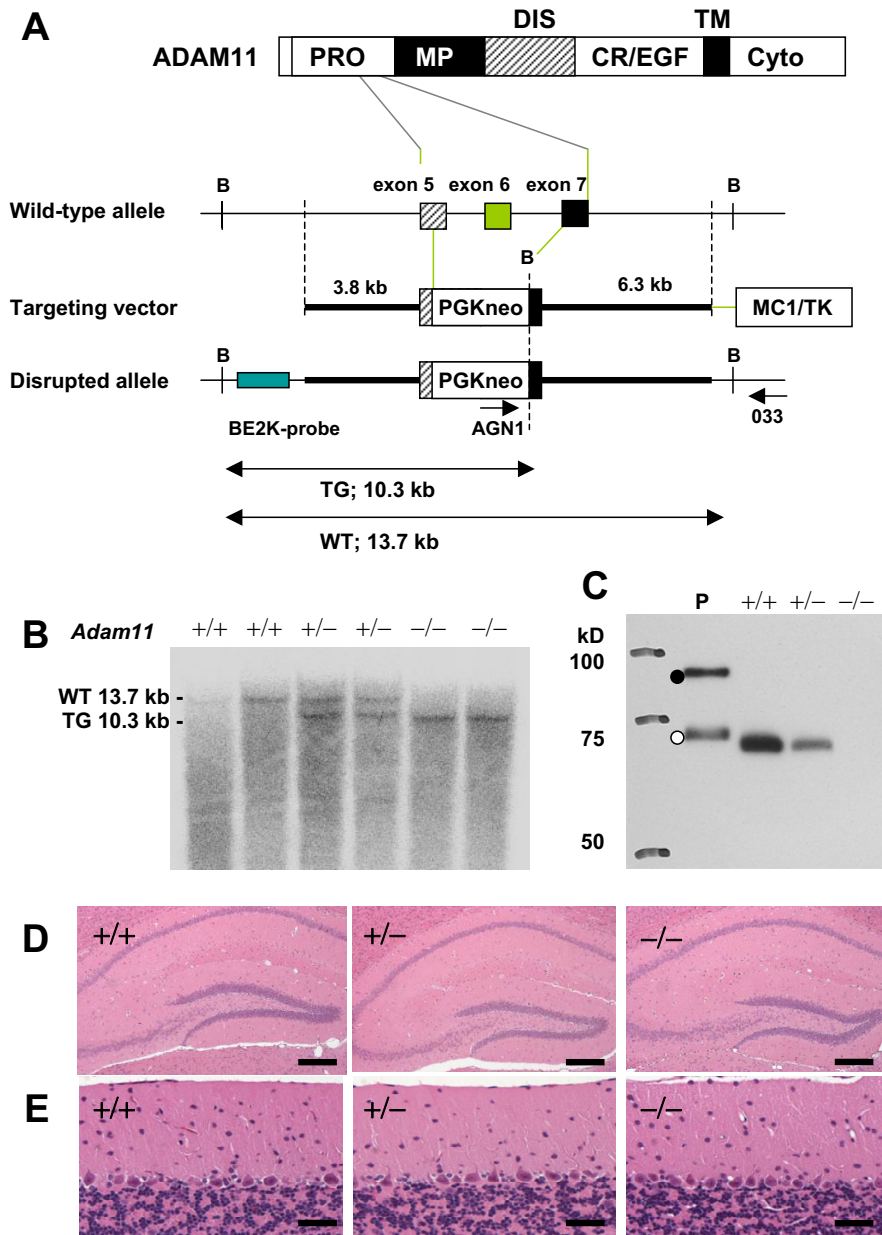 A
ADAM11
DIS
TM
PRO
MP
CR/EGF
Cyto
B
exon 5
exon 6
exon 7
B
Wild-type allele
B
3.8 kb
6.3 kb
Targeting vector
PGKneo
MC1/TK
B
B
Disrupted allele
PGKneo
BE2K-probe
AGN1
033
TG; 10.3 kb
WT; 13.7 kb
B
Adam11
+/+ +/+ +/− +/− −/− −/−
WT 13.7 kb -
TG 10.3 kb -
C
P +/+ +/− −/−
kD
100
75
50
D
+/+
+/−
−/−
E
+/+
+/−
−/−